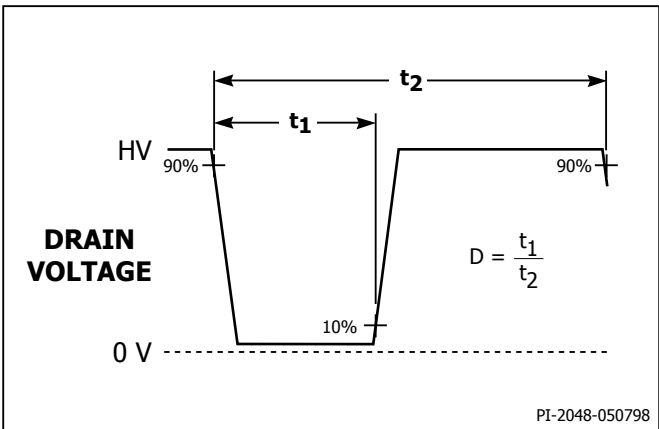 t2
t1
HV
90%
90%
DRAIN
VOLTAGE
D = t1
t2
10%
0 V
PI-2048-050798